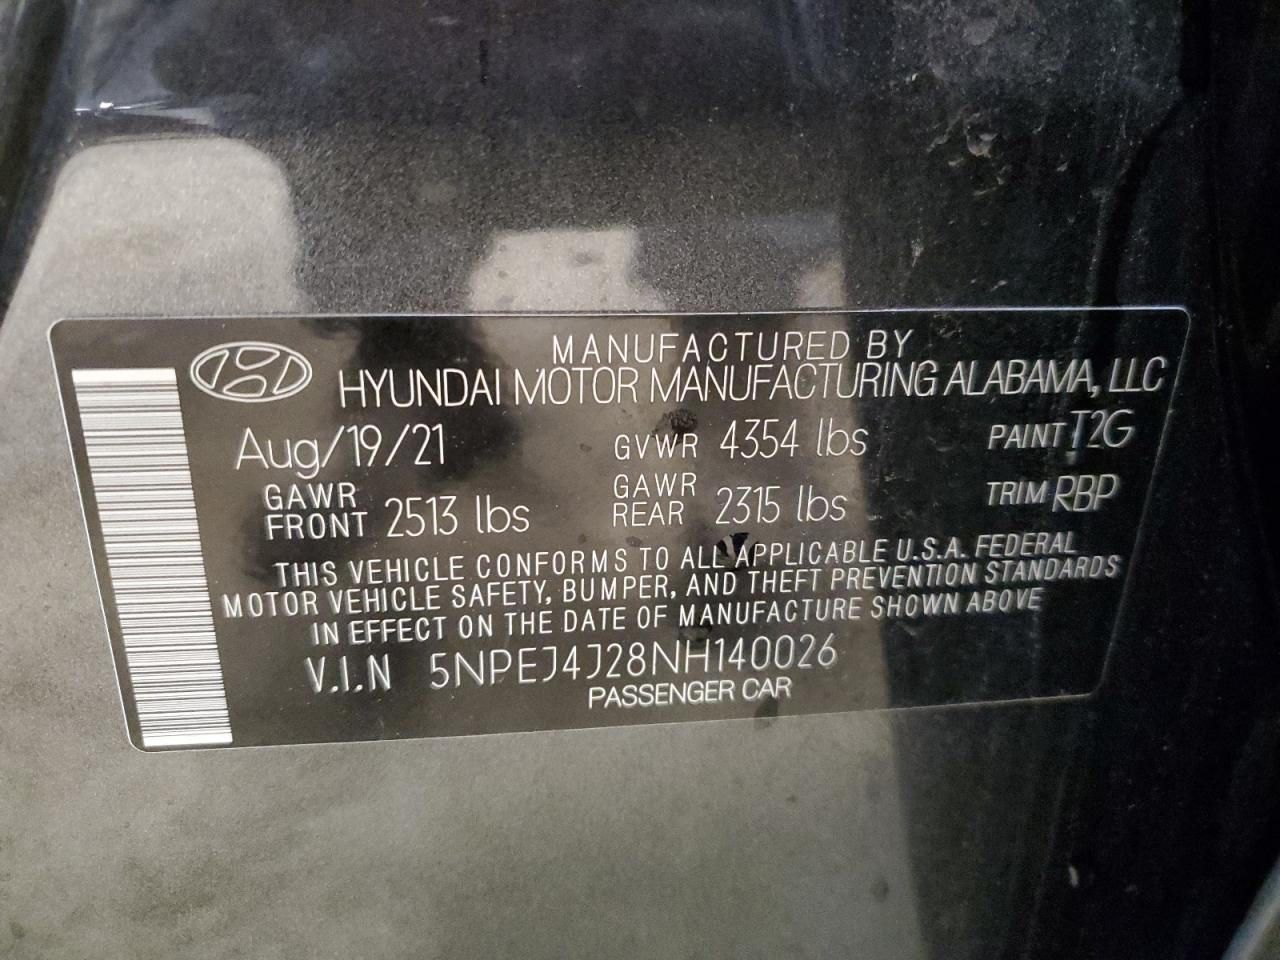 MANUFACTURED BY
HYUNDAI MOTOR MANUFACTURING ALABAMA, LLC
Aug/19/21 GVWR 4354 lbs PAINT T2G
GAWR FRONT 2513 lbs GAWR REAR 2315 lbs TRIM RBP
THIS VEHICLE CONFORMS TO ALL APPLICABLE U.S.A. FEDERAL
MOTOR VEHICLE SAFETY, BUMPER, AND THEFT PREVENTION STANDARDS
IN EFFECT ON THE DATE OF MANUFACTURE SHOWN ABOVE
V.I.N 5NPEJ4J28NH140026
PASSENGER CAR